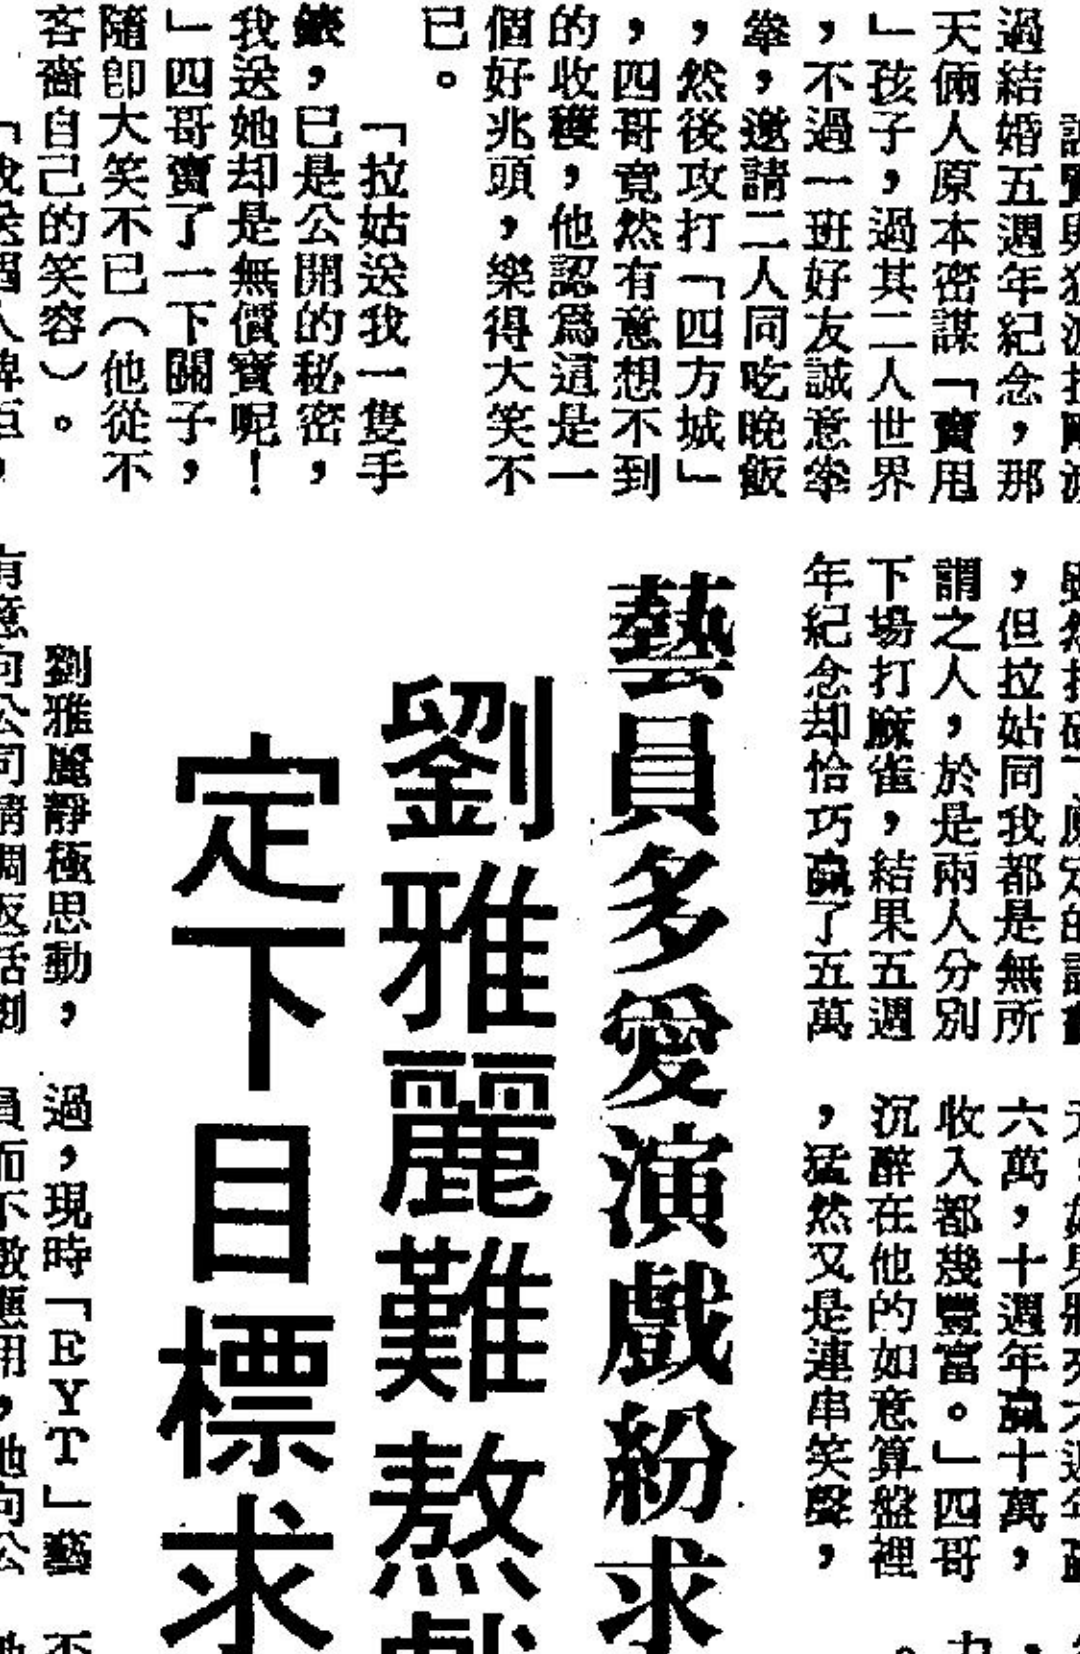 過結婚五週年紀念,那
天倆人原本密謀「賣甩
」孩子,過其二人世界
,不過一班好友誠意拳
拳,邀請二人同吃晚飯
,然後攻打「四方城」
,四哥竟然有意想不到
的收穫,他認爲這是一
個好兆頭,樂得大笑不
已。
「拉姑送我一隻手
錶,已是公開的秘密,
我送她却是無價寶呢!
」四哥賣了一下關子,
隨卽大笑不已(他從不
吝嗇自己的笑容)。
,但拉姑同我都是無所
謂之人,於是兩人分別
下場打麻雀,結果五週
年紀念却恰巧贏了五萬
六萬,十週年贏十萬,
收入都幾豐富。」四哥
沉醉在他的如意算盤裡
,猛然又是連串笑聲,
藝員多愛演戲紛求
劉雅麗難熬
定下目標求
劉雅麗靜極思動,
過,現時「EYT」藝